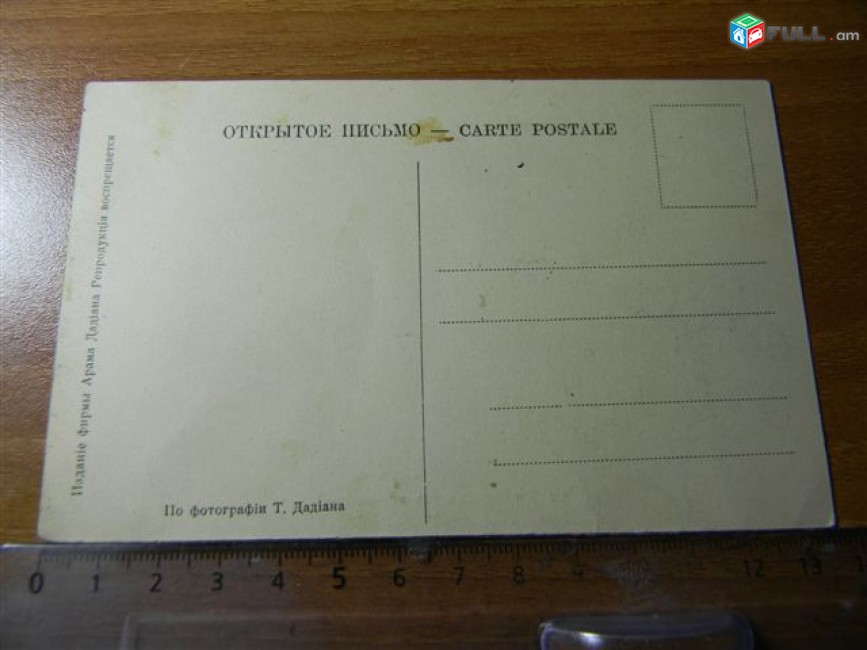 FULL.am
ОТКРЫТОЕ ПИСЬМО — CARTE POSTALE
Изданіе фирмы Арама Дадіана Репродукція воспрещается
По фотографіи Т. Дадіана
0 1 2 3 4 5 6 7 8 9 12 13